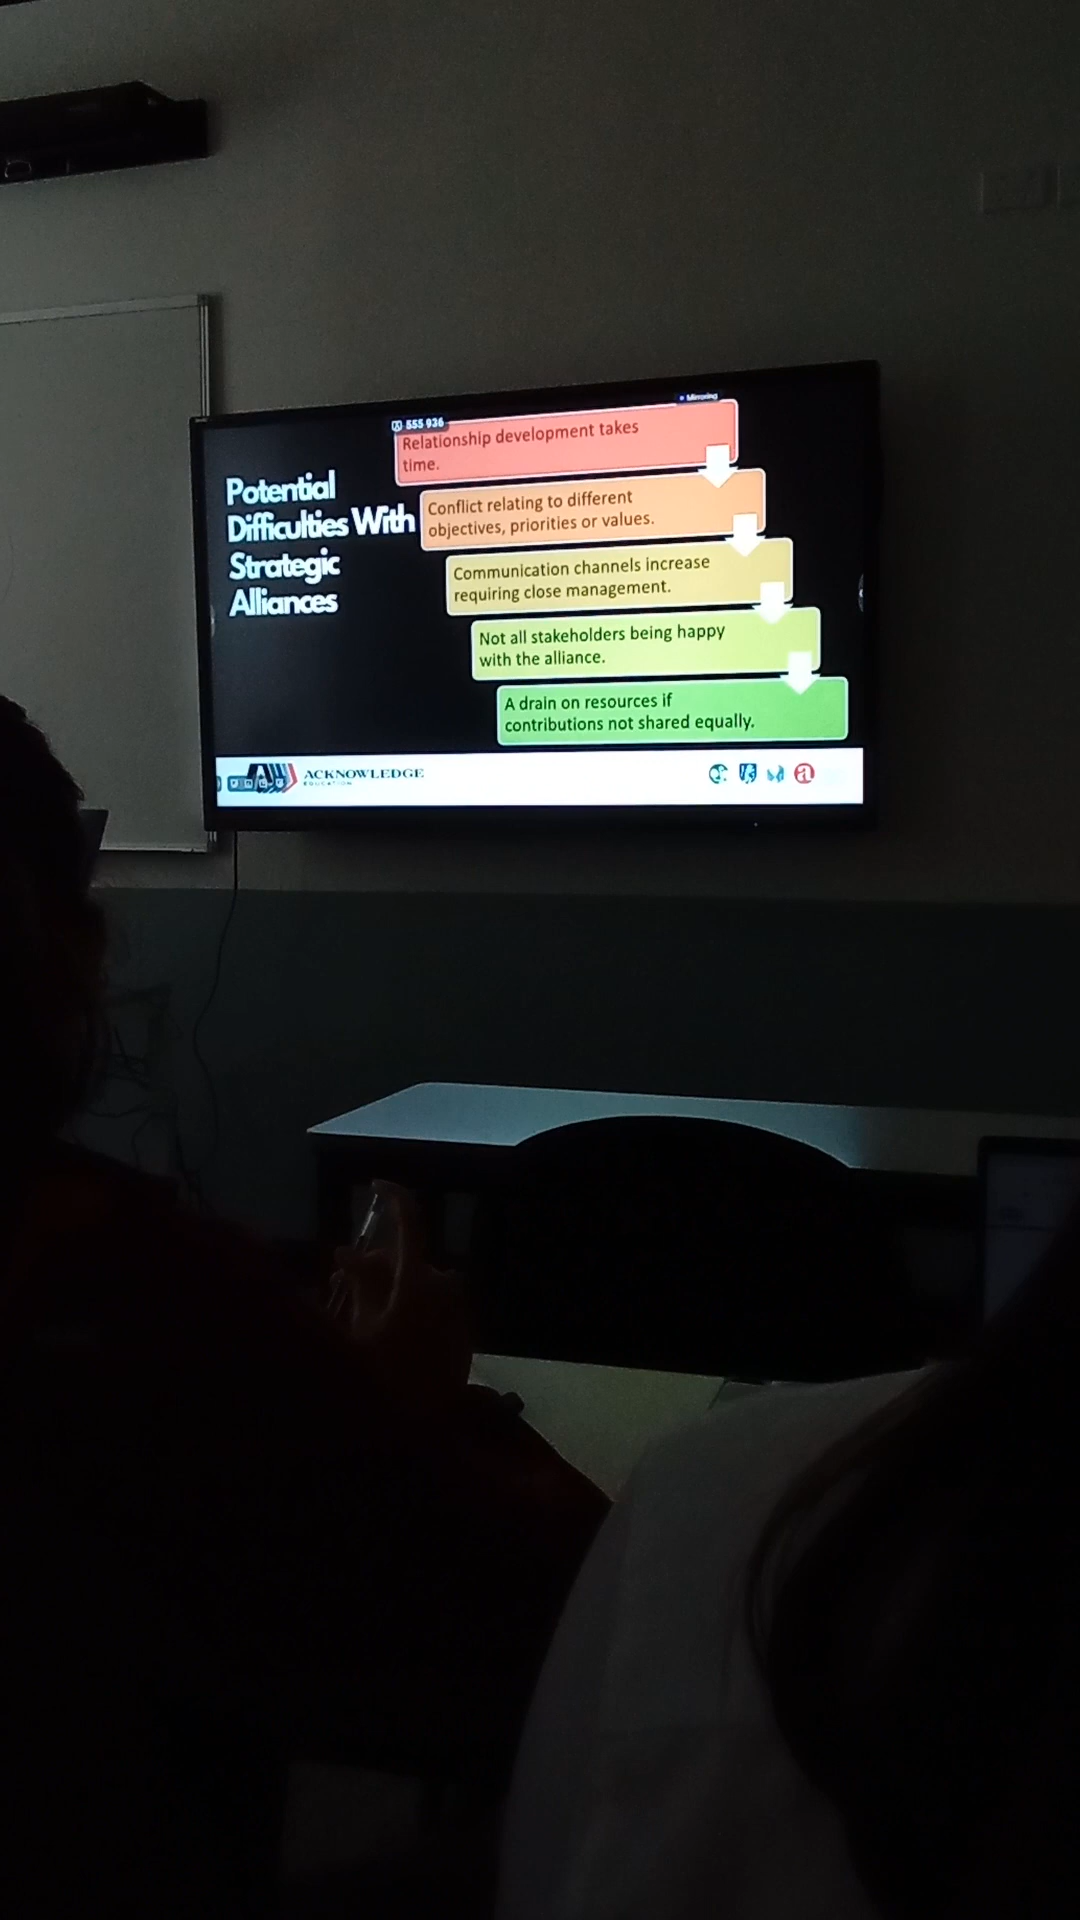 Mirroring
555 936
Potential
Difficulties With
Strategic
Alliances
Relationship development takes
time.
Conflict relating to different
objectives, priorities or values.
Communication channels increase
requiring close management.
Not all stakeholders being happy
with the alliance.
A drain on resources if
contributions not shared equally.
ACKNOWLEDGE
EDUCATION